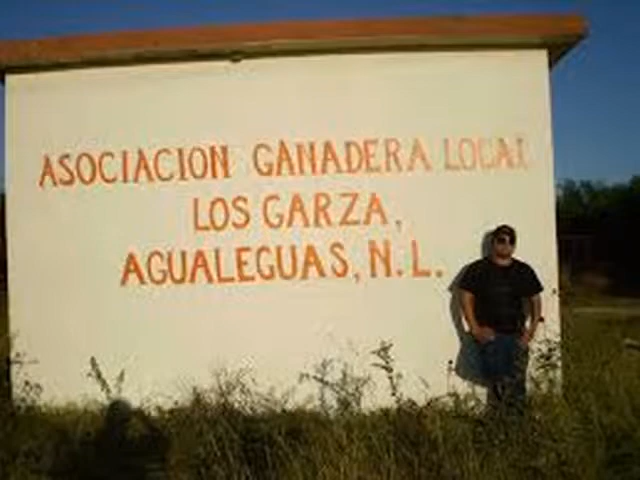 ASOCIACION GANADERA LOCAL
LOS GARZA,
AGUALEGUAS, N.L.